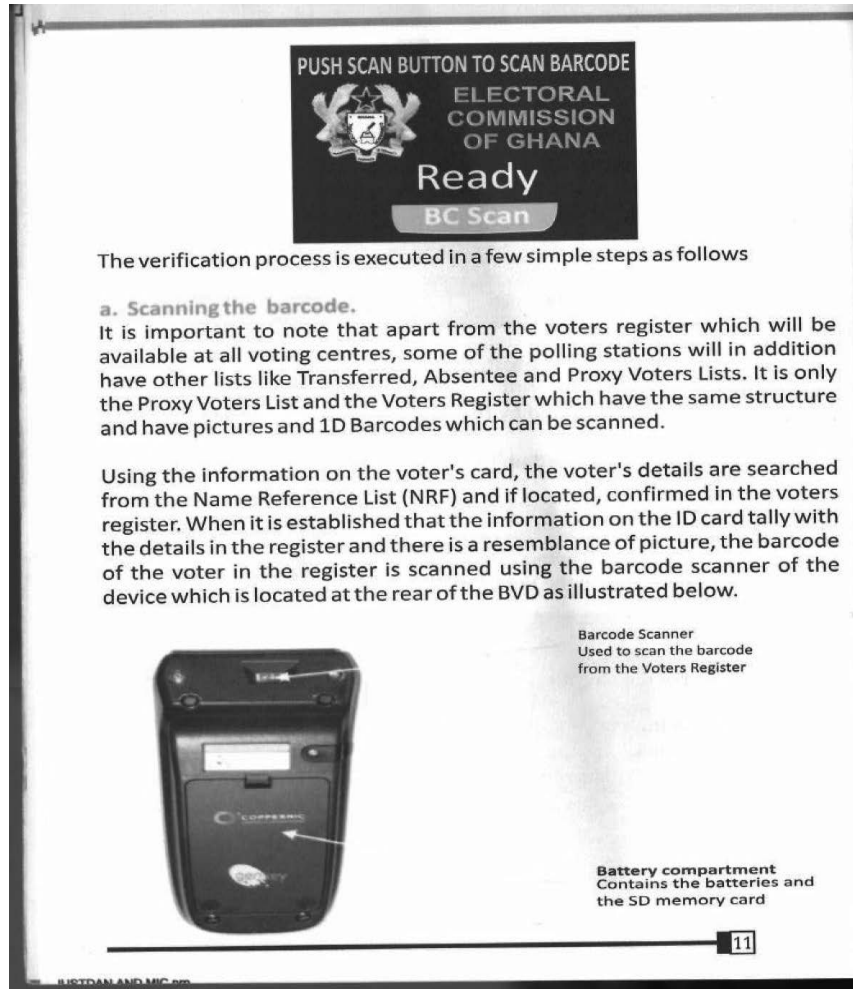 PUSH SCAN BUTTON TO SCAN BARCODE
ELECTORAL
COMMISSION
OF GHANA
Ready
BC Scan
The verification process is executed in a few simple steps as follows
a. Scanning the barcode.
It is important to note that apart from the voters register which will be
available at all voting centres, some of the polling stations will in addition
have other lists like Transferred, Absentee and Proxy Voters Lists. It is only
the Proxy Voters List and the Voters Register which have the same structure
and have pictures and 1D Barcodes which can be scanned.
Using the information on the voter's card, the voter's details are searched
from the Name Reference List (NRF) and if located, confirmed in the voters
register. When it is established that the information on the ID card tally with
the details in the register and there is a resemblance of picture, the barcode
of the voter in the register is scanned using the barcode scanner of the
device which is located at the rear of the BVD as illustrated below.
Barcode Scanner
Used to scan the barcode
from the Voters Register
COPPERNIC
genkey
Battery compartment
Contains the batteries and
the SD memory card
11